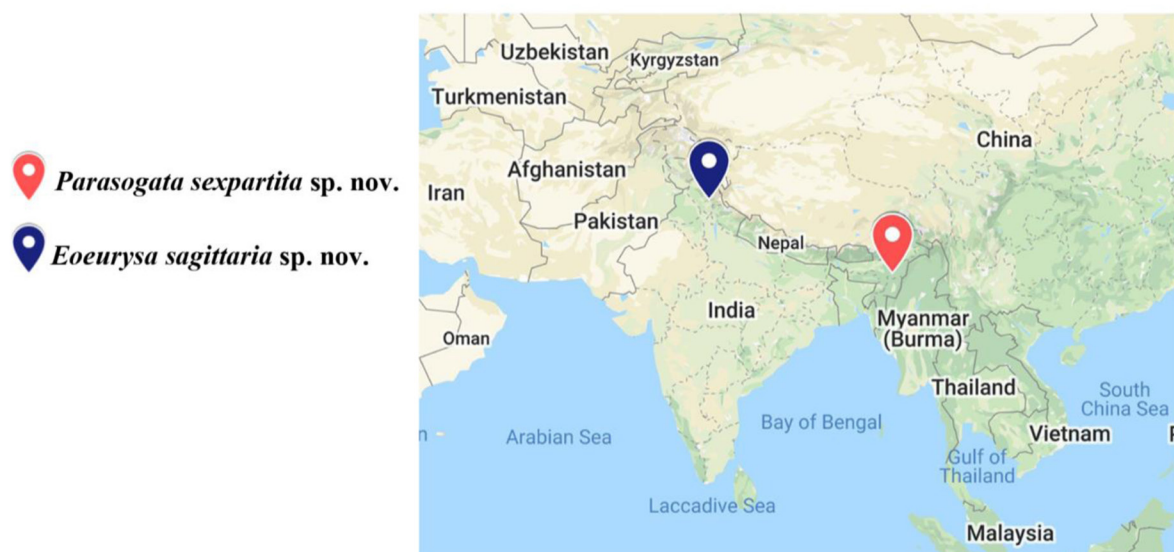 Parasogata sexpartita sp. nov.
Eoeurysa sagittaria sp. nov.
Uzbekistan
Kyrgyzstan
Turkmenistan
China
Afghanistan
Iran
Pakistan
Nepal
India
Myanmar
(Burma)
Oman
Thailand
South
China Sea
Bay of Bengal
Arabian Sea
Vietnam
Gulf of
Thailand
Laccadive Sea
Malaysia